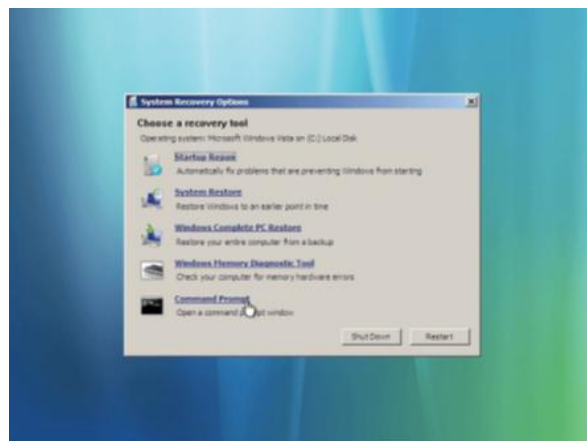 System Recovery Options
Choose a recovery tool
Operating system: Microsoft Windows Vista on (C:) Local Disk
Startup Repair
Automatically fix problems that are preventing Windows from starting
System Restore
Restore Windows to an earlier point in time
Windows Complete PC Restore
Restore your entire computer from a backup
Windows Memory Diagnostic Tool
Check your computer for memory hardware errors
Command Prompt
Open a command prompt window
Shut Down
Restart